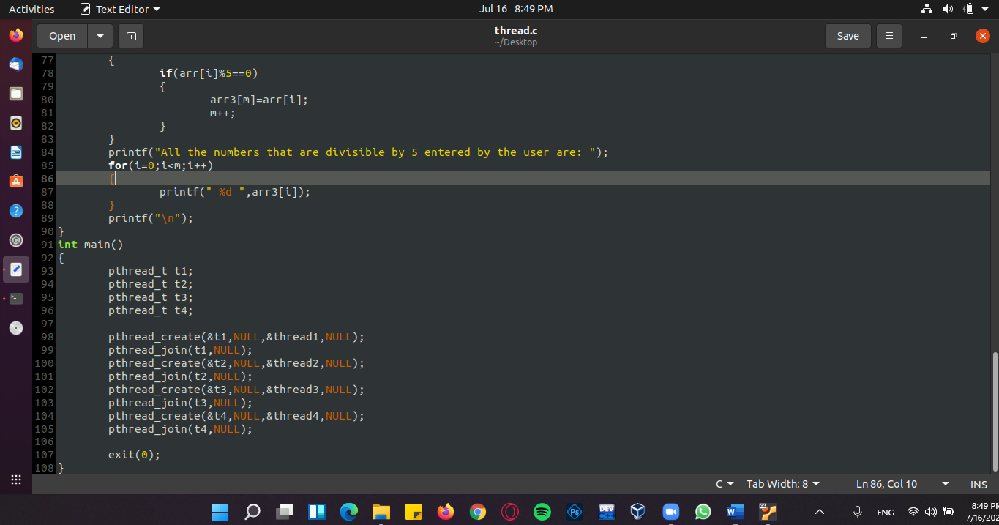 Activities Text Editor Jul 16 8:49 PM
Open thread.c Save
~/Desktop
77 {
78 if(arr[i]%5==0)
79 {
80 arr3[m]=arr[i];
81 m++;
82 }
83 }
84 printf("All the numbers that are divisible by 5 entered by the user are: ");
85 for(i=0;i<m;i++)
86 {
87 printf(" %d ",arr3[i]);
88 }
89 printf("\n");
90 }
91 int main()
92 {
93 pthread_t t1;
94 pthread_t t2;
95 pthread_t t3;
96 pthread_t t4;
97
98 pthread_create(&t1,NULL,&thread1,NULL);
99 pthread_join(t1,NULL);
100 pthread_create(&t2,NULL,&thread2,NULL);
101 pthread_join(t2,NULL);
102 pthread_create(&t3,NULL,&thread3,NULL);
103 pthread_join(t3,NULL);
104 pthread_create(&t4,NULL,&thread4,NULL);
105 pthread_join(t4,NULL);
106
107 exit(0);
108 }
C Tab Width: 8 Ln 86, Col 10 INS
Ps DEV W 64 ENG 8:49 PM
7/16/202